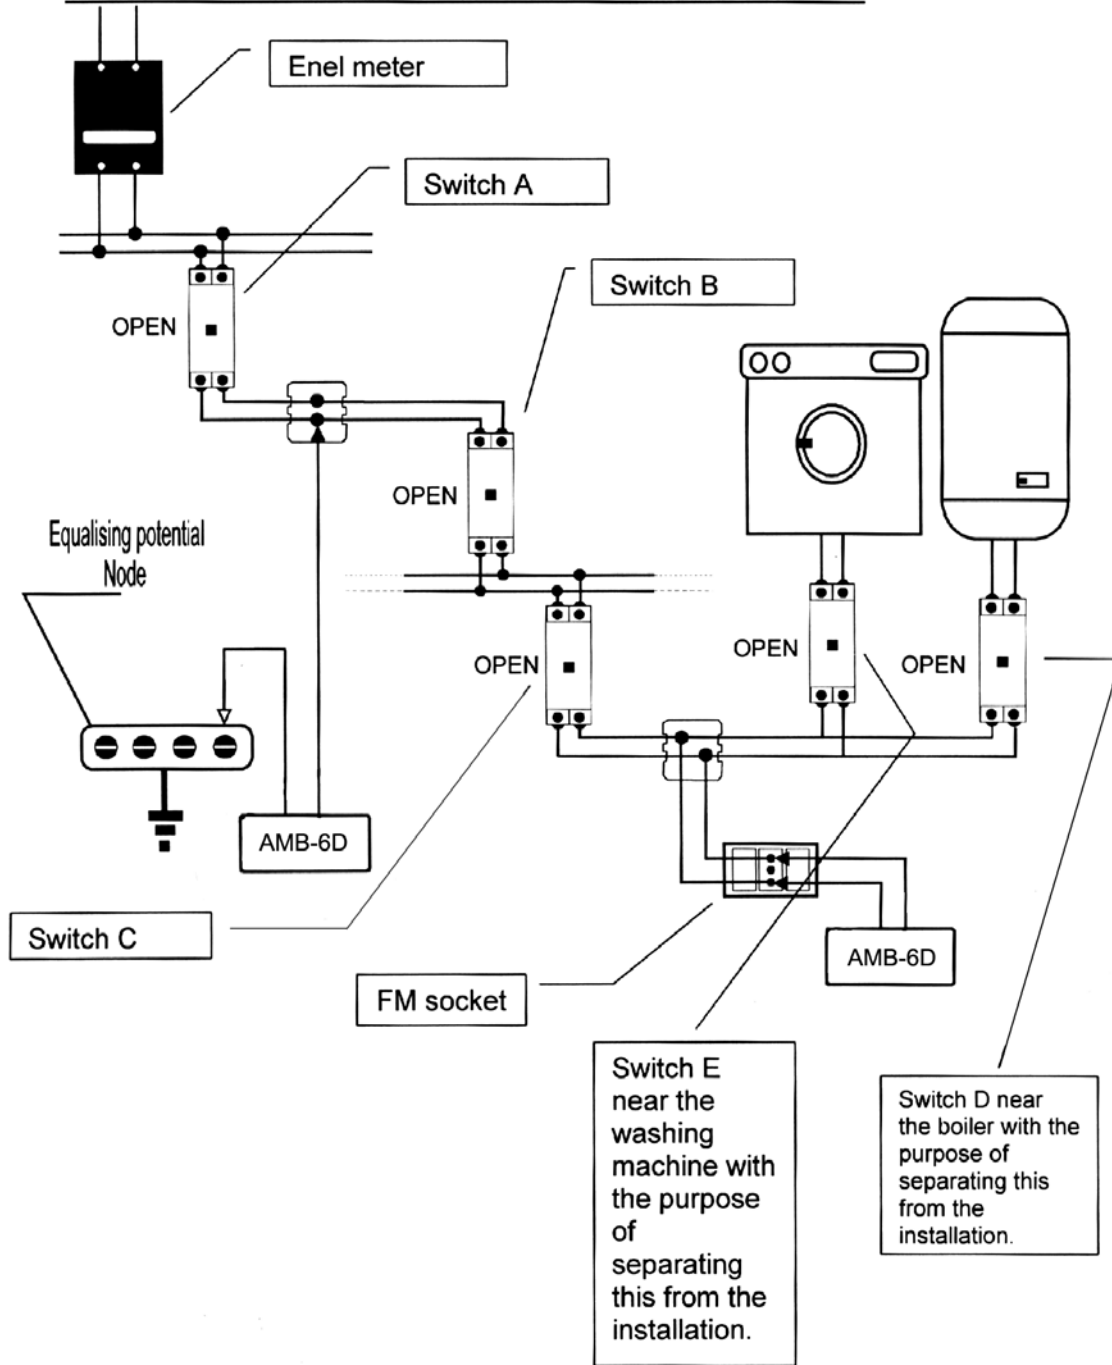 Enel meter
Switch A
Switch B
OPEN
OPEN
Equalising potential
Node
OPEN
OPEN
OPEN
AMB-6D
Switch C
AMB-6D
FM socket
Switch E
near the
washing
machine with
the purpose
of
separating
this from the
installation.
Switch D near
the boiler with the
purpose of
separating this
from the
installation.